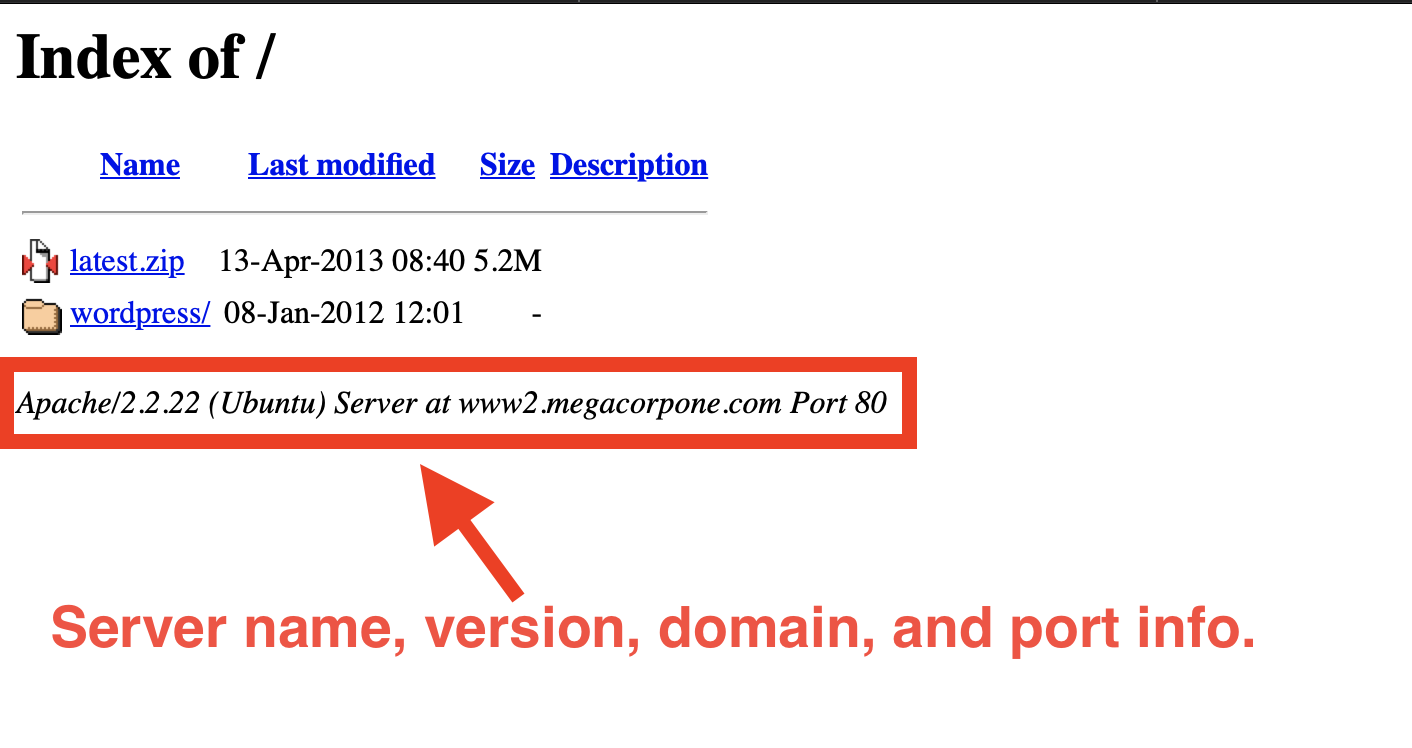 Index of /
Name Last modified Size Description
latest.zip 13-Apr-2013 08:40 5.2M
wordpress/ 08-Jan-2012 12:01 -
Apache/2.2.22 (Ubuntu) Server at www2.megacorpone.com Port 80
Server name, version, domain, and port info.